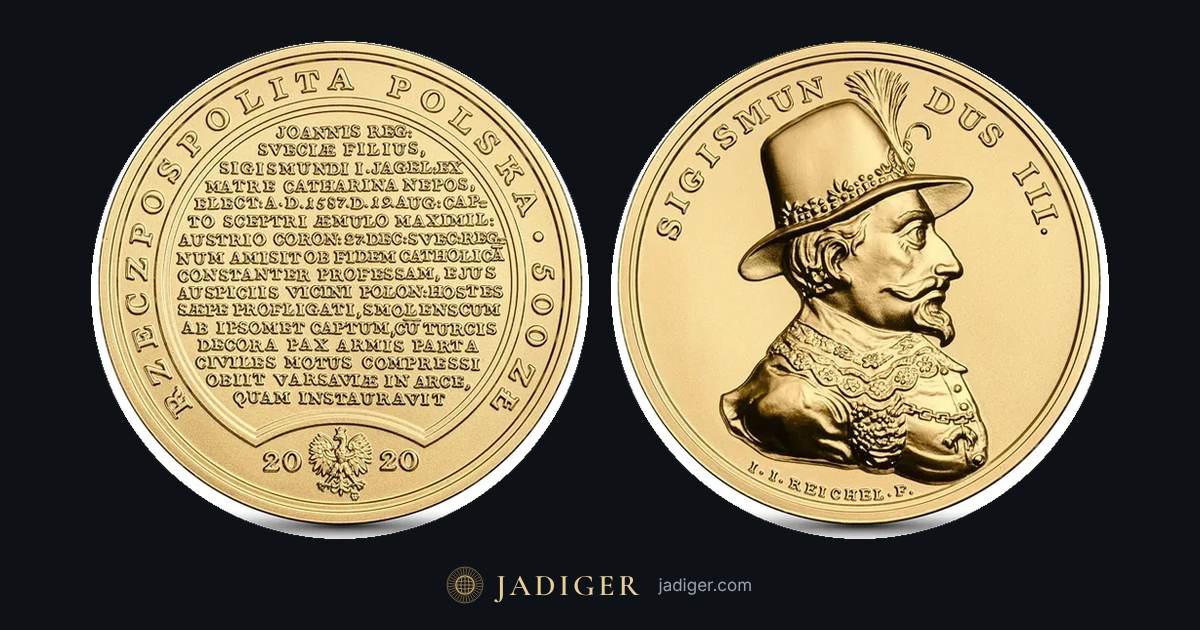 RZECZPOSPOLITA POLSKA · 500 ZŁ
JOANNIS REG:
SVECIÆ FILIUS,
SIGISMUNDI I. JAGEL. EX
MATRE CATHARINA NEPOS,
ELECT: A. D. 1587. D. 19. AUG: CAP-
TO SCEPTRI ÆMULO MAXIMIL:
AUSTRIO CORON: 27 DEC: SVEC: REG-
NUM AMISIT OB FIDEM CATHOLICĀ
CONSTANTER PROFESSAM, EJUS
AUSPICIIS VICINI POLON: HOSTES
SÆPE PROFLIGATI, SMOLENSCUM
AB IPSOMET CAPTUM, CŪ TURCIS
DECORA PAX ARMIS PARTA
CIVILES MOTUS COMPRESSI
OBIIT VARSAVIÆ IN ARCE,
QUAM INSTAURAVIT
20 20
SIGISMUNDUS III.
I. I. REICHEL. F.
JADIGER jadiger.com